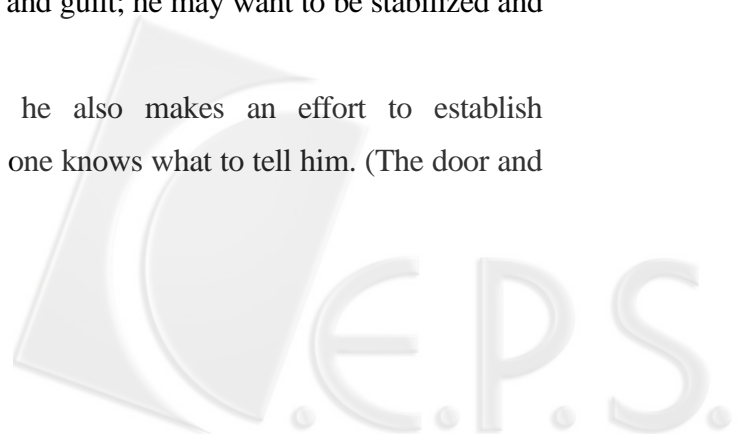 and guilt; he may want to be stabilized and
he also makes an effort to establish
one knows what to tell him. (The door and
C.E.P.S.